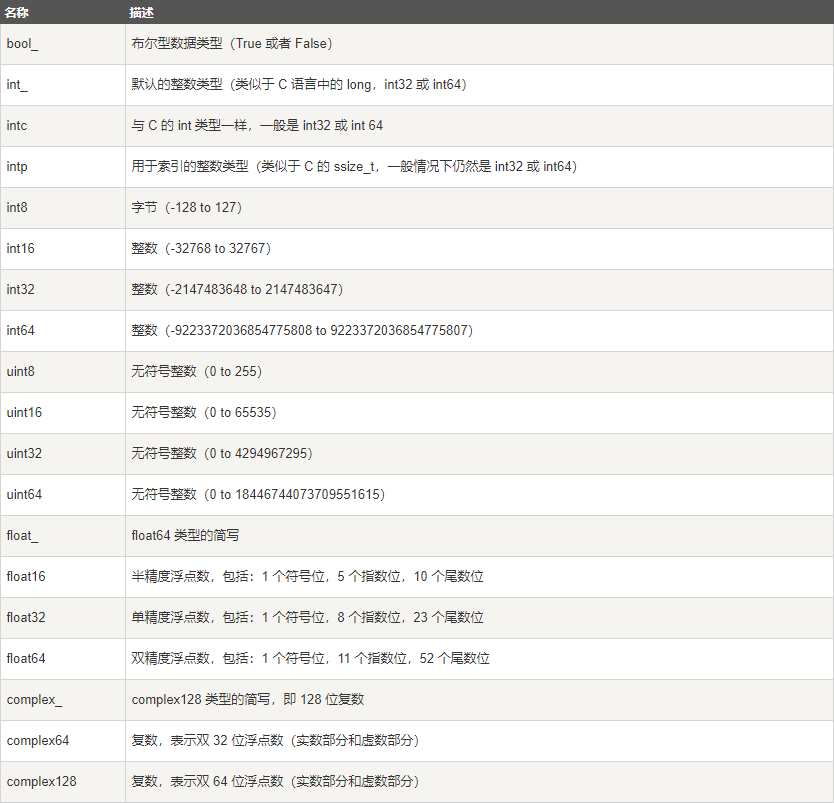 名称 描述
bool_ 布尔型数据类型（True 或者 False）
int_ 默认的整数类型（类似于 C 语言中的 long，int32 或 int64）
intc 与 C 的 int 类型一样，一般是 int32 或 int 64
intp 用于索引的整数类型（类似于 C 的 ssize_t，一般情况下仍然是 int32 或 int64）
int8 字节（-128 to 127）
int16 整数（-32768 to 32767）
int32 整数（-2147483648 to 2147483647）
int64 整数（-9223372036854775808 to 9223372036854775807）
uint8 无符号整数（0 to 255）
uint16 无符号整数（0 to 65535）
uint32 无符号整数（0 to 4294967295）
uint64 无符号整数（0 to 18446744073709551615）
float_ float64 类型的简写
float16 半精度浮点数，包括：1 个符号位，5 个指数位，10 个尾数位
float32 单精度浮点数，包括：1 个符号位，8 个指数位，23 个尾数位
float64 双精度浮点数，包括：1 个符号位，11 个指数位，52 个尾数位
complex_ complex128 类型的简写，即 128 位复数
complex64 复数，表示双 32 位浮点数（实数部分和虚数部分）
complex128 复数，表示双 64 位浮点数（实数部分和虚数部分）